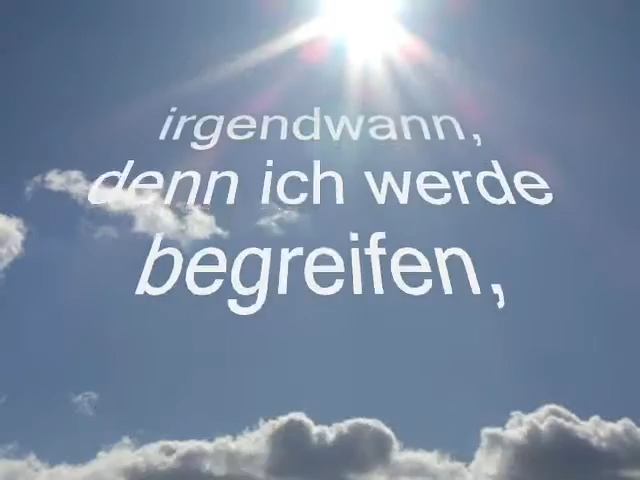 irgendwann,
denn ich werde
begreifen,